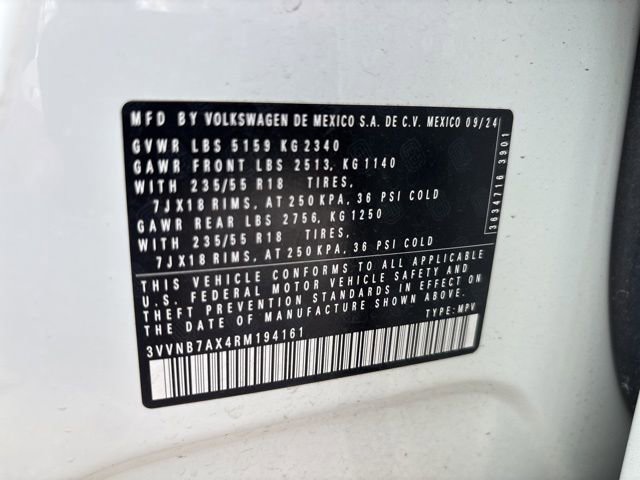 MFD BY VOLKSWAGEN DE MEXICO S.A. DE C.V. MEXICO 09/24
GVWR LBS 5159 KG 2340
GAWR FRONT LBS 2513, KG 1140
WITH 235/55 R18 TIRES,
7JX18 RIMS, AT 250 KPA, 36 PSI COLD
GAWR REAR LBS 2756, KG 1250
WITH 235/55 R18 TIRES,
7JX18 RIMS, AT 250 KPA, 36 PSI COLD
THIS VEHICLE CONFORMS TO ALL APPLICABLE
U.S. FEDERAL MOTOR VEHICLE SAFETY AND
THEFT PREVENTION STANDARDS IN EFFECT ON
THE DATE OF MANUFACTURE SHOWN ABOVE.
3VVNB7AX4RM194161 TYPE: MPV
3634716 3901